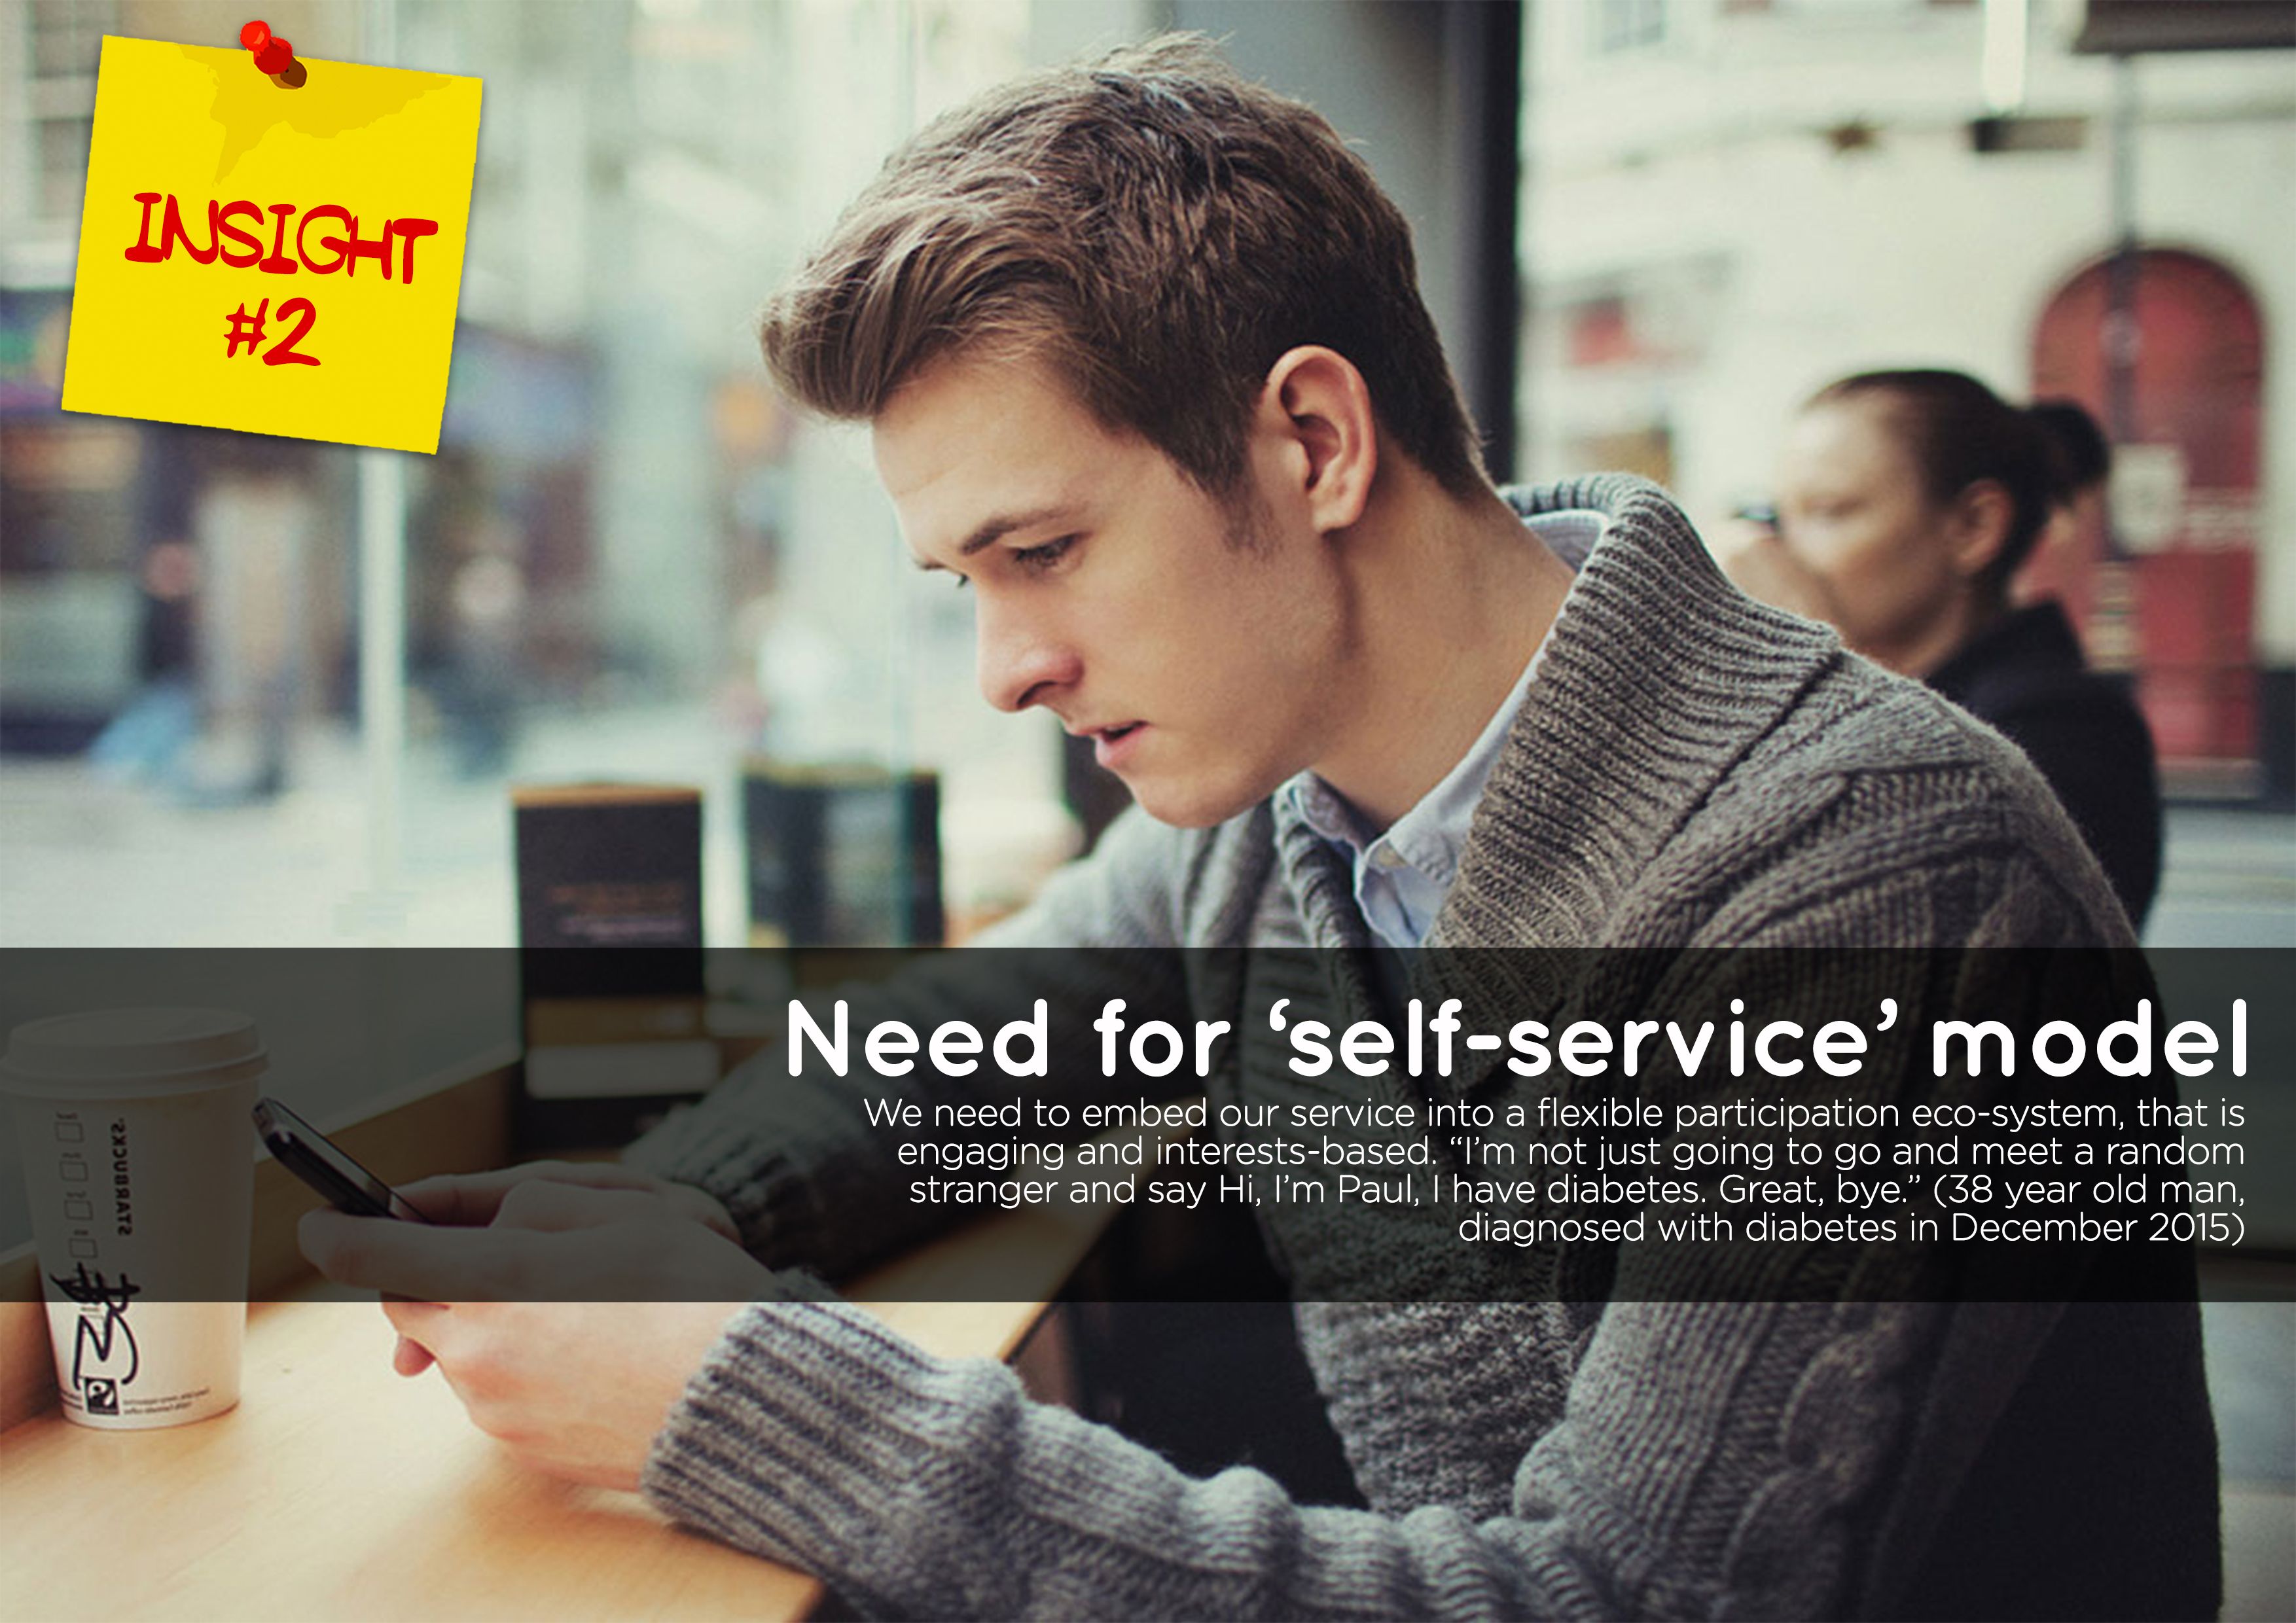 INSIGHT
#2
Need for ‘self-service’ model
We need to embed our service into a flexible participation eco-system, that is
engaging and interests-based. “I’m not just going to go and meet a random
stranger and say Hi, I’m Paul, I have diabetes. Great, bye.” (38 year old man,
diagnosed with diabetes in December 2015)
STARBUCKS.